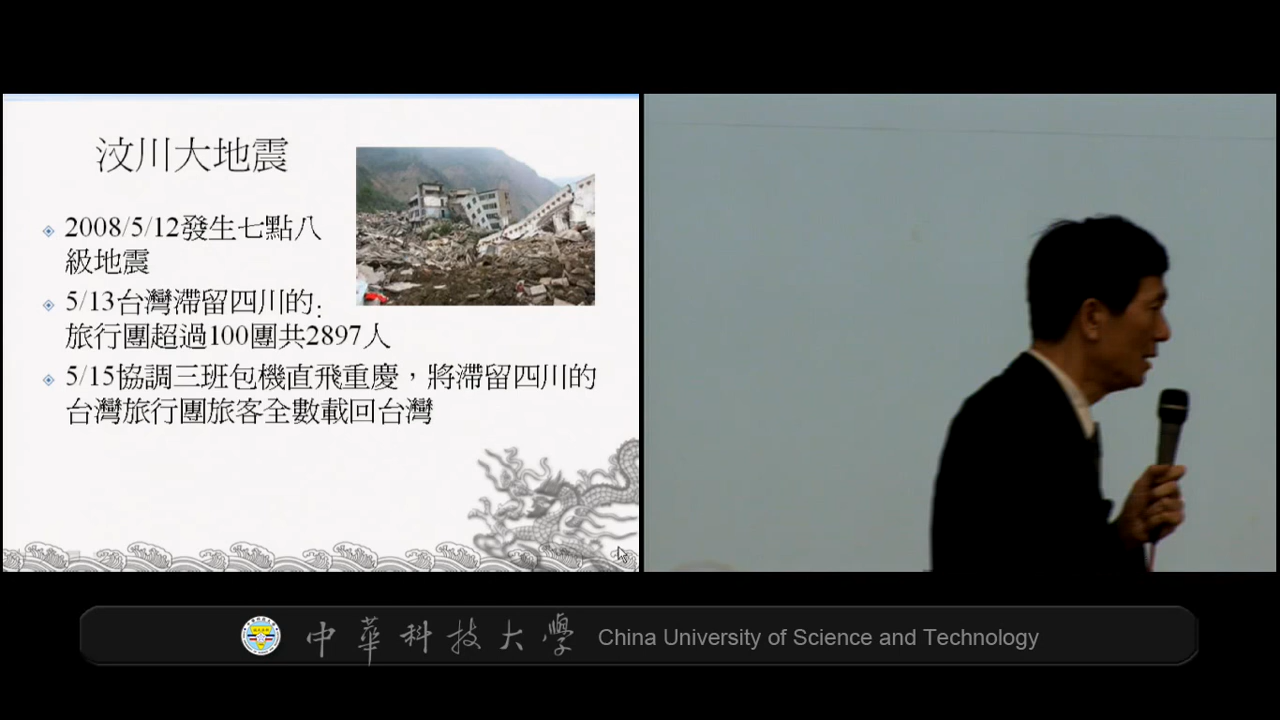 汶川大地震
2008/5/12發生七點八
級地震
5/13台灣滯留四川的:
旅行團超過100團共2897人
5/15協調三班包機直飛重慶，將滯留四川的
台灣旅行團旅客全數載回台灣
中華科技大學 China University of Science and Technology